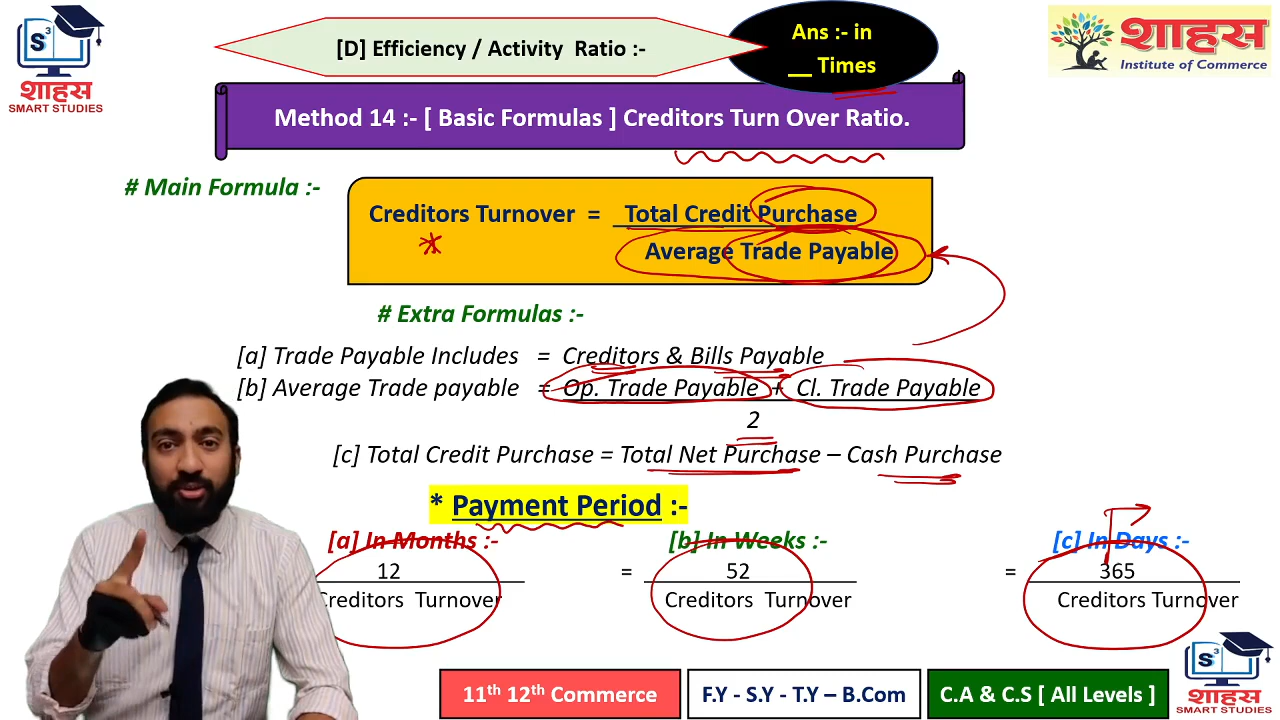 S³
शाहस
SMART STUDIES
[D] Efficiency / Activity Ratio :-
Ans :- in
__ Times
शाहस
Institute of Commerce
Method 14 :- [ Basic Formulas ] Creditors Turn Over Ratio.
# Main Formula :-
Creditors Turnover = Total Credit Purchase
Average Trade Payable
# Extra Formulas :-
[a] Trade Payable Includes = Creditors & Bills Payable
[b] Average Trade payable = Op. Trade Payable + Cl. Trade Payable
2
[c] Total Credit Purchase = Total Net Purchase – Cash Purchase
* Payment Period :-
[a] In Months :- [b] In Weeks :- [c] In Days :-
12 = 52 = 365
Creditors Turnover Creditors Turnover Creditors Turnover
11th 12th Commerce
F.Y - S.Y - T.Y – B.Com
C.A & C.S [ All Levels ]
S³
शाहस
SMART STUDIES